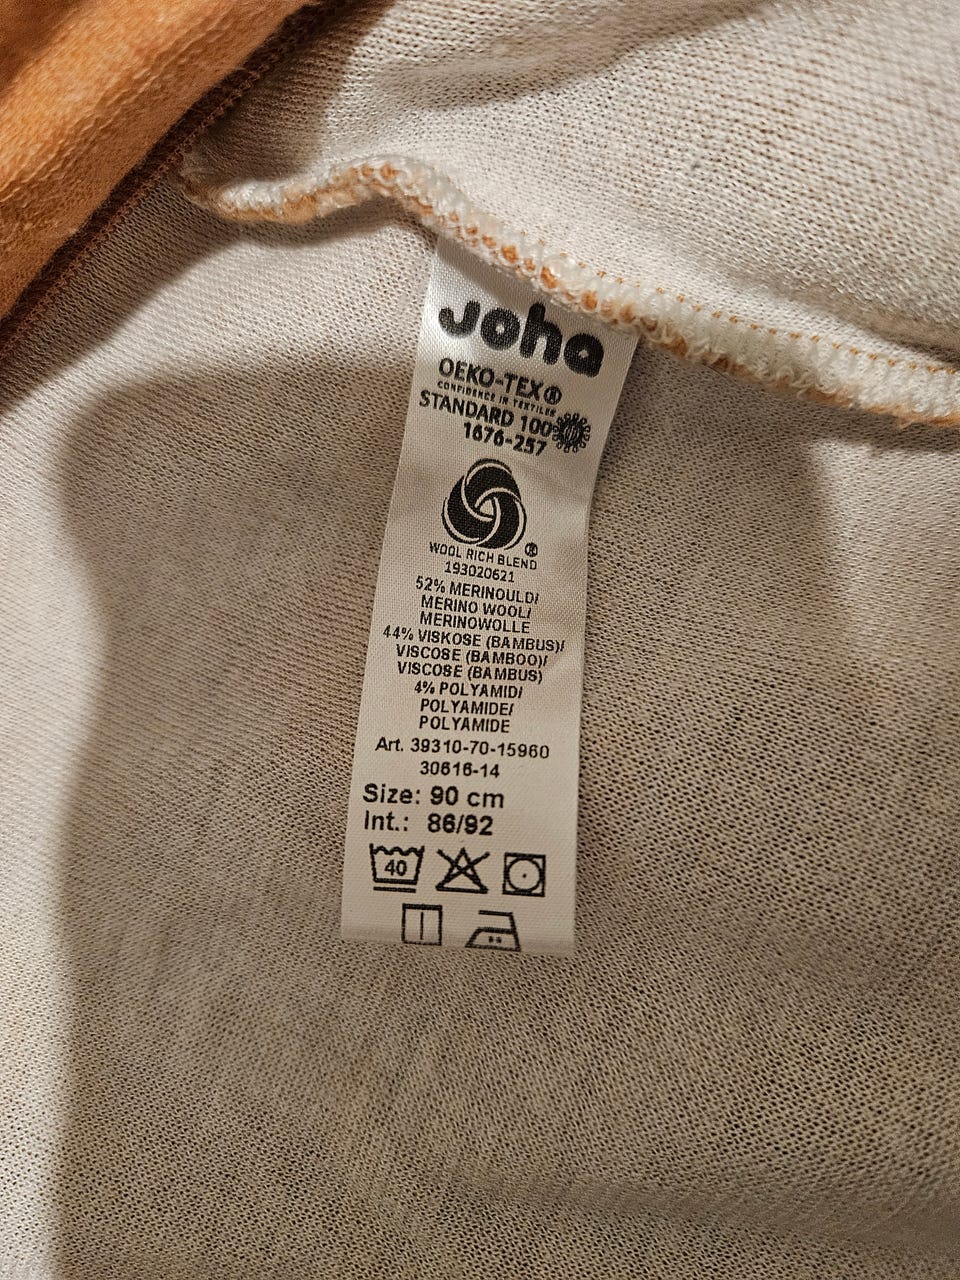 Joha
OEKO-TEX®
CONFIDENCE IN TEXTILES
STANDARD 100
1676-257
WOOL RICH BLEND
®
193020621
52% MERINOULD/
MERINO WOOL/
MERINOWOLLE
44% VISKOSE (BAMBUS)/
VISCOSE (BAMBOO)/
VISCOSE (BAMBUS)
4% POLYAMID/
POLYAMIDE/
POLYAMIDE
Art. 39310-70-15960
30616-14
Size: 90 cm
Int.: 86/92
40